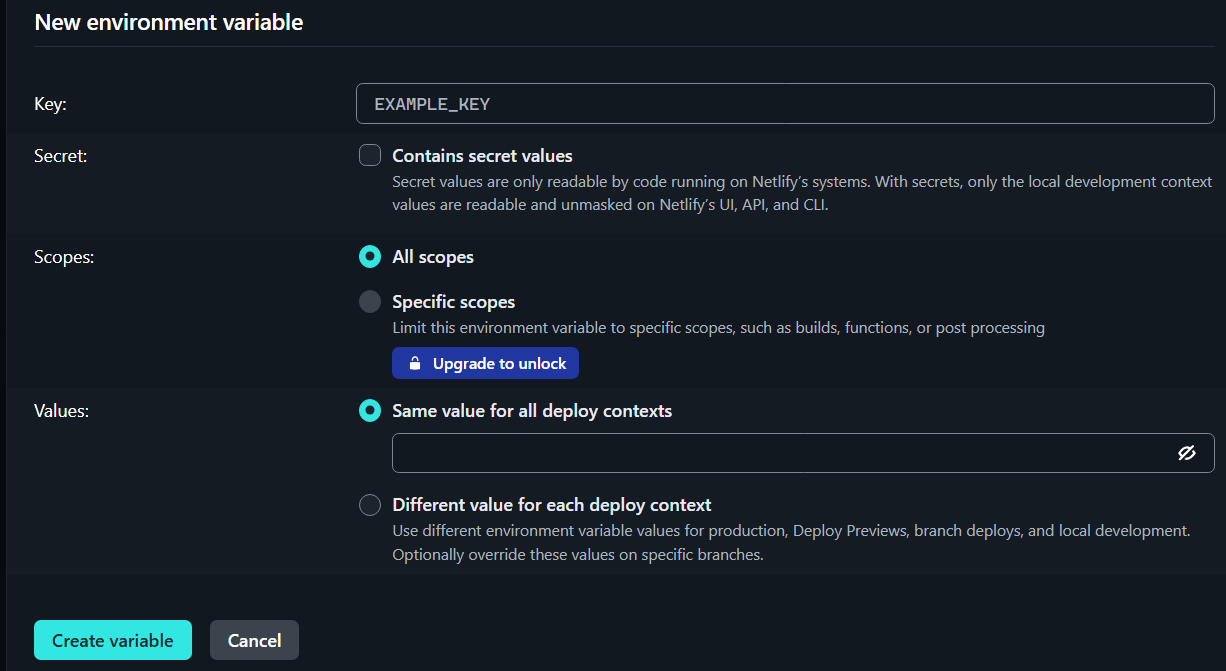 New environment variable
Key:
EXAMPLE_KEY
Secret:
Contains secret values
Secret values are only readable by code running on Netlify’s systems. With secrets, only the local development context
values are readable and unmasked on Netlify’s UI, API, and CLI.
Scopes:
All scopes
Specific scopes
Limit this environment variable to specific scopes, such as builds, functions, or post processing
Upgrade to unlock
Values:
Same value for all deploy contexts
Different value for each deploy context
Use different environment variable values for production, Deploy Previews, branch deploys, and local development.
Optionally override these values on specific branches.
Create variable
Cancel